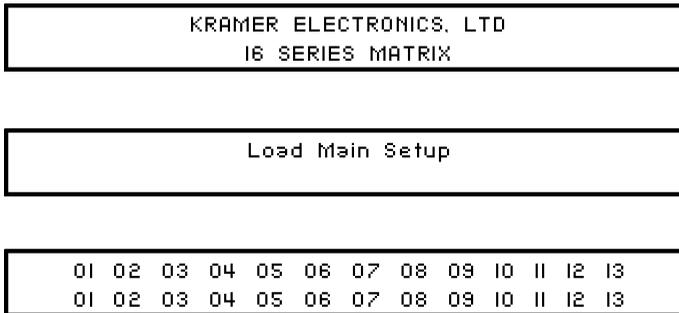 KRAMER ELECTRONICS, LTD
16 SERIES MATRIX
Load Main Setup
01 02 03 04 05 06 07 08 09 10 11 12 13
01 02 03 04 05 06 07 08 09 10 11 12 13